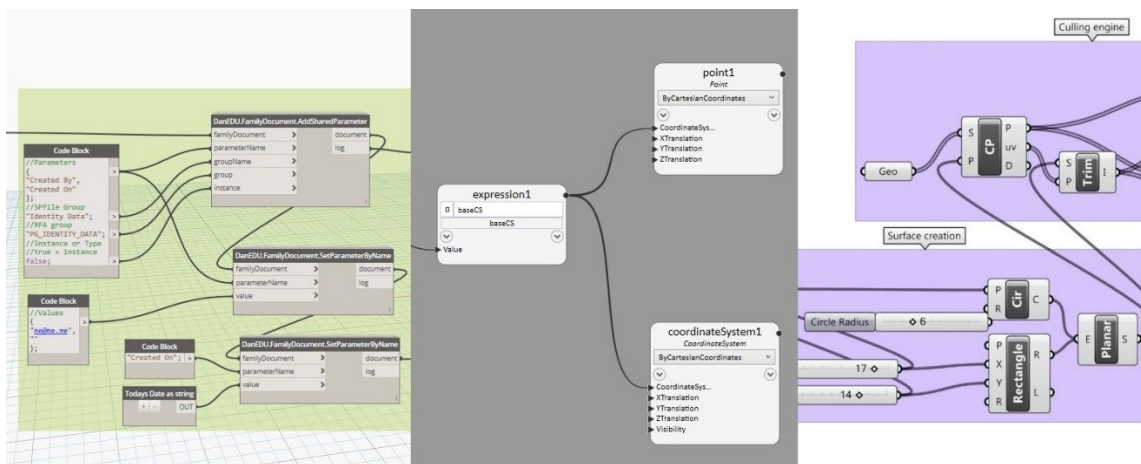 DanEDU.FamilyDocument.AddSharedParameter
familyDocument
parameterName
groupName
group
instance
document
log
Code Block
//Parameters
{
"Created By",
"Created On"
};
//SPfile Group
"Identity Data";
//RFA group
"PG_IDENTITY_DATA";
//Instance or Type
//true = instance
false;
DanEDU.FamilyDocument.SetParameterByName
familyDocument
parameterName
value
document
log
Code Block
//Values
{
"me@me.me",
""
};
Code Block
"Created On";
DanEDU.FamilyDocument.SetParameterByName
familyDocument
parameterName
value
document
log
Todays Date as string
+ -
OUT
expression1
baseCS
baseCS
Value
point1
Point
ByCartesianCoordinates
CoordinateSys...
XTranslation
YTranslation
ZTranslation
coordinateSystem1
CoordinateSystem
ByCartesianCoordinates
CoordinateSys...
XTranslation
YTranslation
ZTranslation
Visibility
Culling engine
Geo
S
P
CP
P
uv
D
S
P
Trim
I
Surface creation
P
R
Cir
C
Circle Radius
6
17
14
P
X
Y
R
Rectangle
R
L
E
Planar
S